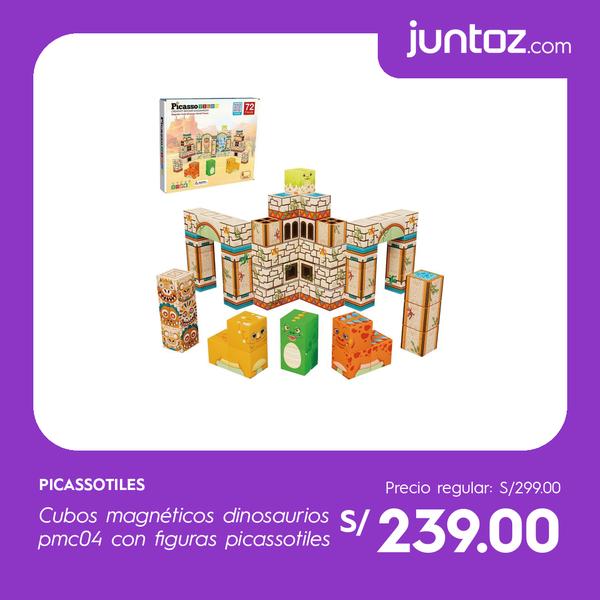 juntoz.com
Picasso
72
PICASSOTILES
Precio regular: S/299.00
Cubos magnéticos dinosaurios
pmc04 con figuras picassotiles
S/ 239.00